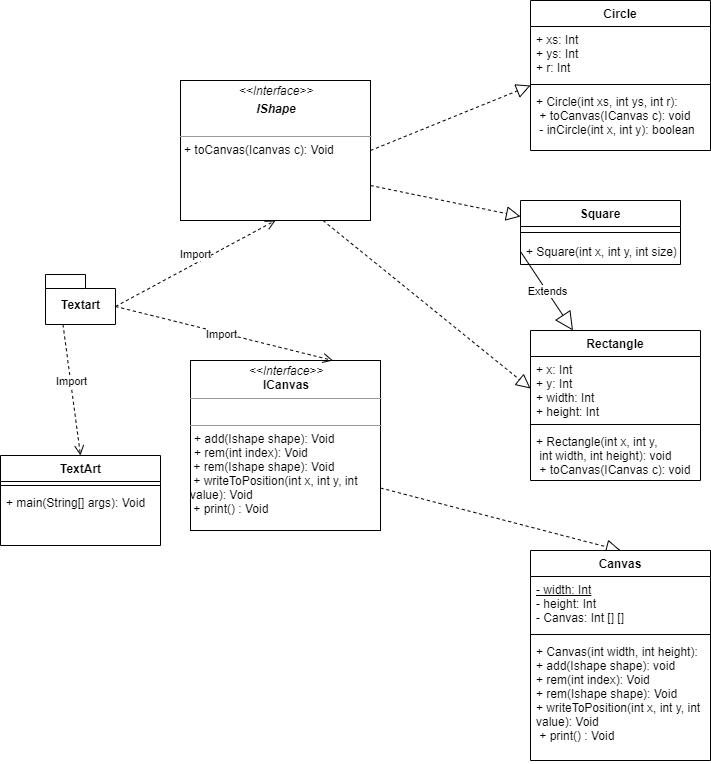 Circle
+ xs: Int
+ ys: Int
+ r: Int
+ Circle(int xs, int ys, int r):
+ toCanvas(ICanvas c): void
- inCircle(int x, int y): boolean
<<Interface>>
IShape
+ toCanvas(Icanvas c): Void
Square
+ Square(int x, int y, int size)
Import
Extends
Textart
Import
Import
Rectangle
+ x: Int
+ y: Int
+ width: Int
+ height: Int
+ Rectangle(int x, int y,
int width, int height): void
+ toCanvas(ICanvas c): void
<<Interface>>
ICanvas
+ add(Ishape shape): Void
+ rem(int index): Void
+ rem(Ishape shape): Void
+ writeToPosition(int x, int y, int
value): Void
+ print() : Void
TextArt
+ main(String[] args): Void
Canvas
- width: Int
- height: Int
- Canvas: Int [] []
+ Canvas(int width, int height):
+ add(Ishape shape): void
+ rem(int index): Void
+ rem(Ishape shape): Void
+ writeToPosition(int x, int y, int
value): Void
+ print() : Void